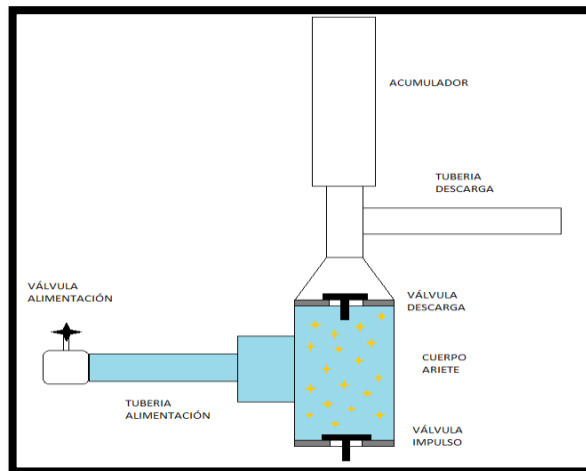 ACUMULADOR
TUBERIA
DESCARGA
VÁLVULA
ALIMENTACIÓN
VÁLVULA
DESCARGA
CUERPO
ARIETE
TUBERIA
ALIMENTACIÓN
VÁLVULA
IMPULSO